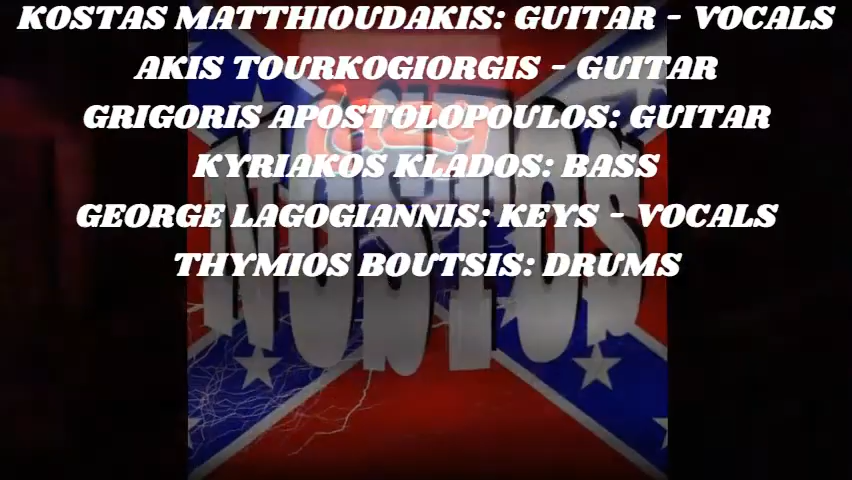 KOSTAS MATTHIOUDAKIS: GUITAR - VOCALS
AKIS TOURKOGIORGIS - GUITAR
GRIGORIS APOSTOLOPOULOS: GUITAR
KYRIAKOS KLADOS: BASS
GEORGE LAGOGIANNIS: KEYS - VOCALS
THYMIOS BOUTSIS: DRUMS
NOSTOS